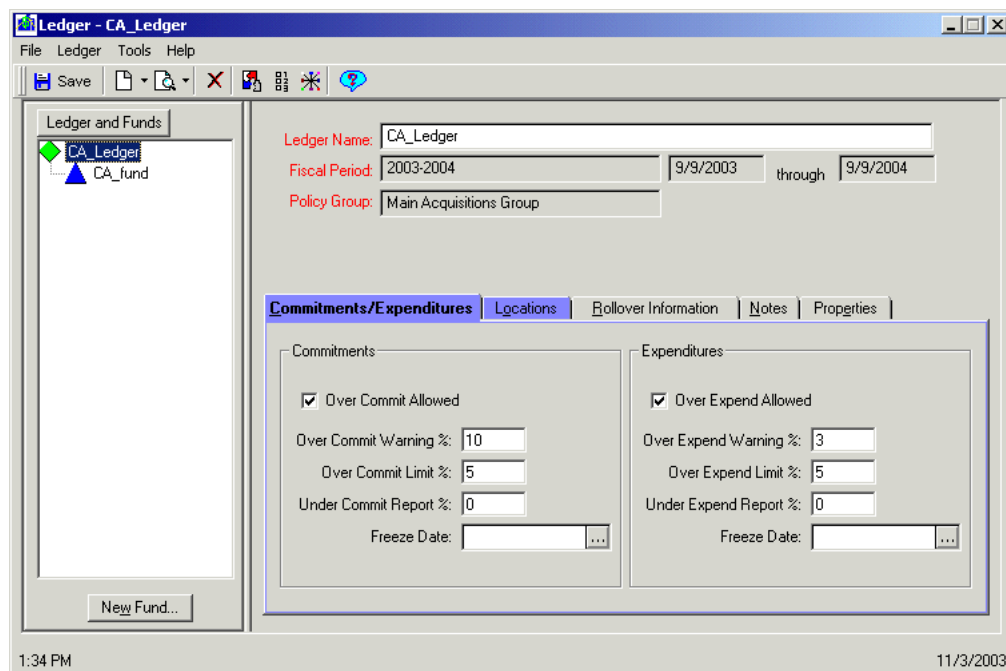 Ledger - CA_Ledger
File Ledger Tools Help
Save
Ledger and Funds
CA_Ledger
CA_fund
New Fund...
Ledger Name: CA_Ledger
Fiscal Period: 2003-2004 9/9/2003 through 9/9/2004
Policy Group: Main Acquisitions Group
Commitments/Expenditures Locations Rollover Information Notes Properties
Commitments
Over Commit Allowed
Over Commit Warning %: 10
Over Commit Limit %: 5
Under Commit Report %: 0
Freeze Date: ...
Expenditures
Over Expend Allowed
Over Expend Warning %: 3
Over Expend Limit %: 5
Under Expend Report %: 0
Freeze Date: ...
1:34 PM 11/3/2003